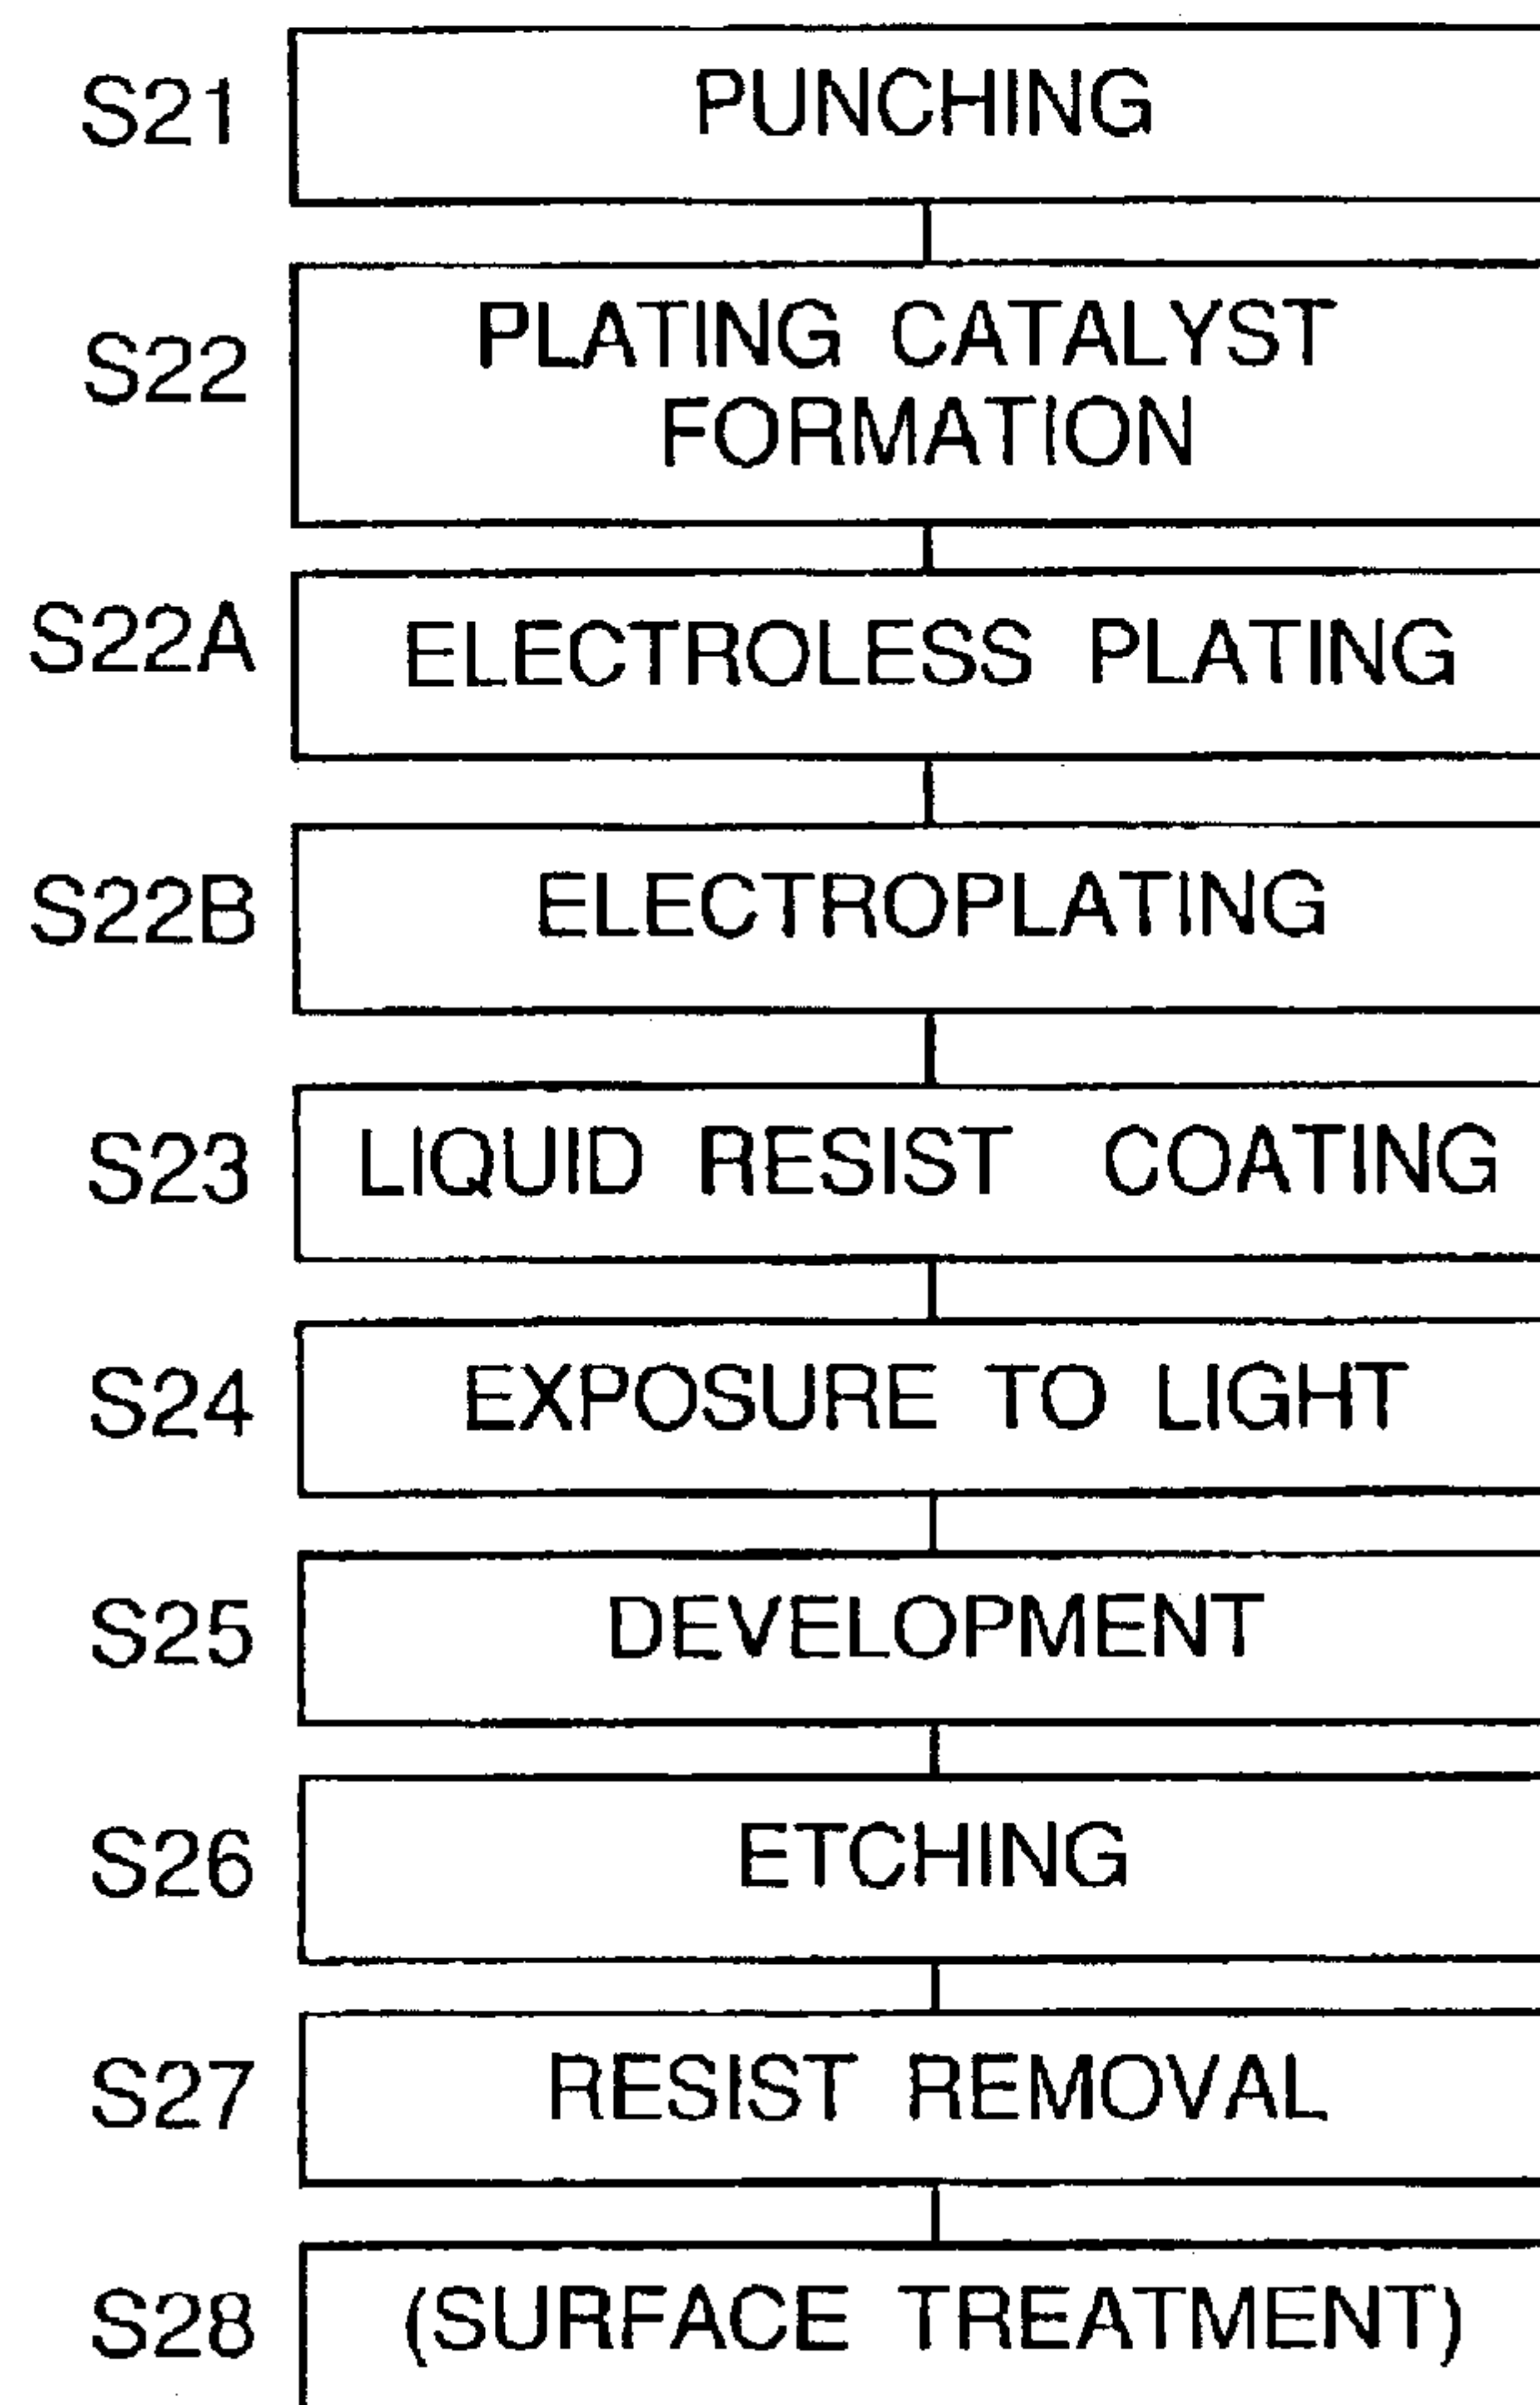 S21 PUNCHING
S22 PLATING CATALYST
FORMATION
S22A ELECTROLESS PLATING
S22B ELECTROPLATING
S23 LIQUID RESIST COATING
S24 EXPOSURE TO LIGHT
S25 DEVELOPMENT
S26 ETCHING
S27 RESIST REMOVAL
S28 (SURFACE TREATMENT)